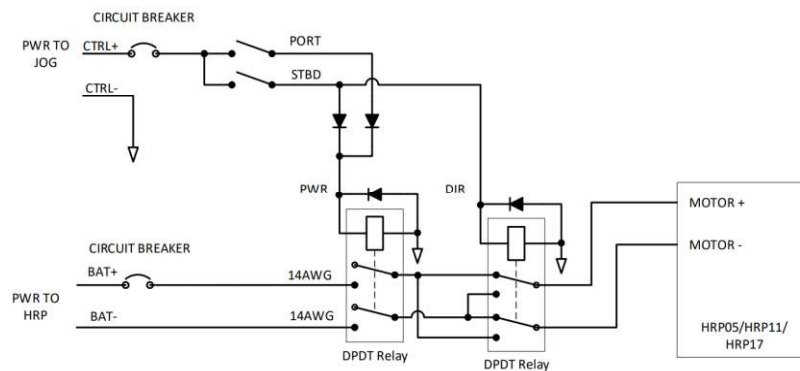 CIRCUIT BREAKER
PWR TO
JOG
CTRL+
PORT
STBD
CTRL-
PWR
DIR
MOTOR +
MOTOR -
CIRCUIT BREAKER
BAT+
14AWG
PWR TO
HRP
BAT-
14AWG
HRP05/HRP11/
HRP17
DPDT Relay
DPDT Relay